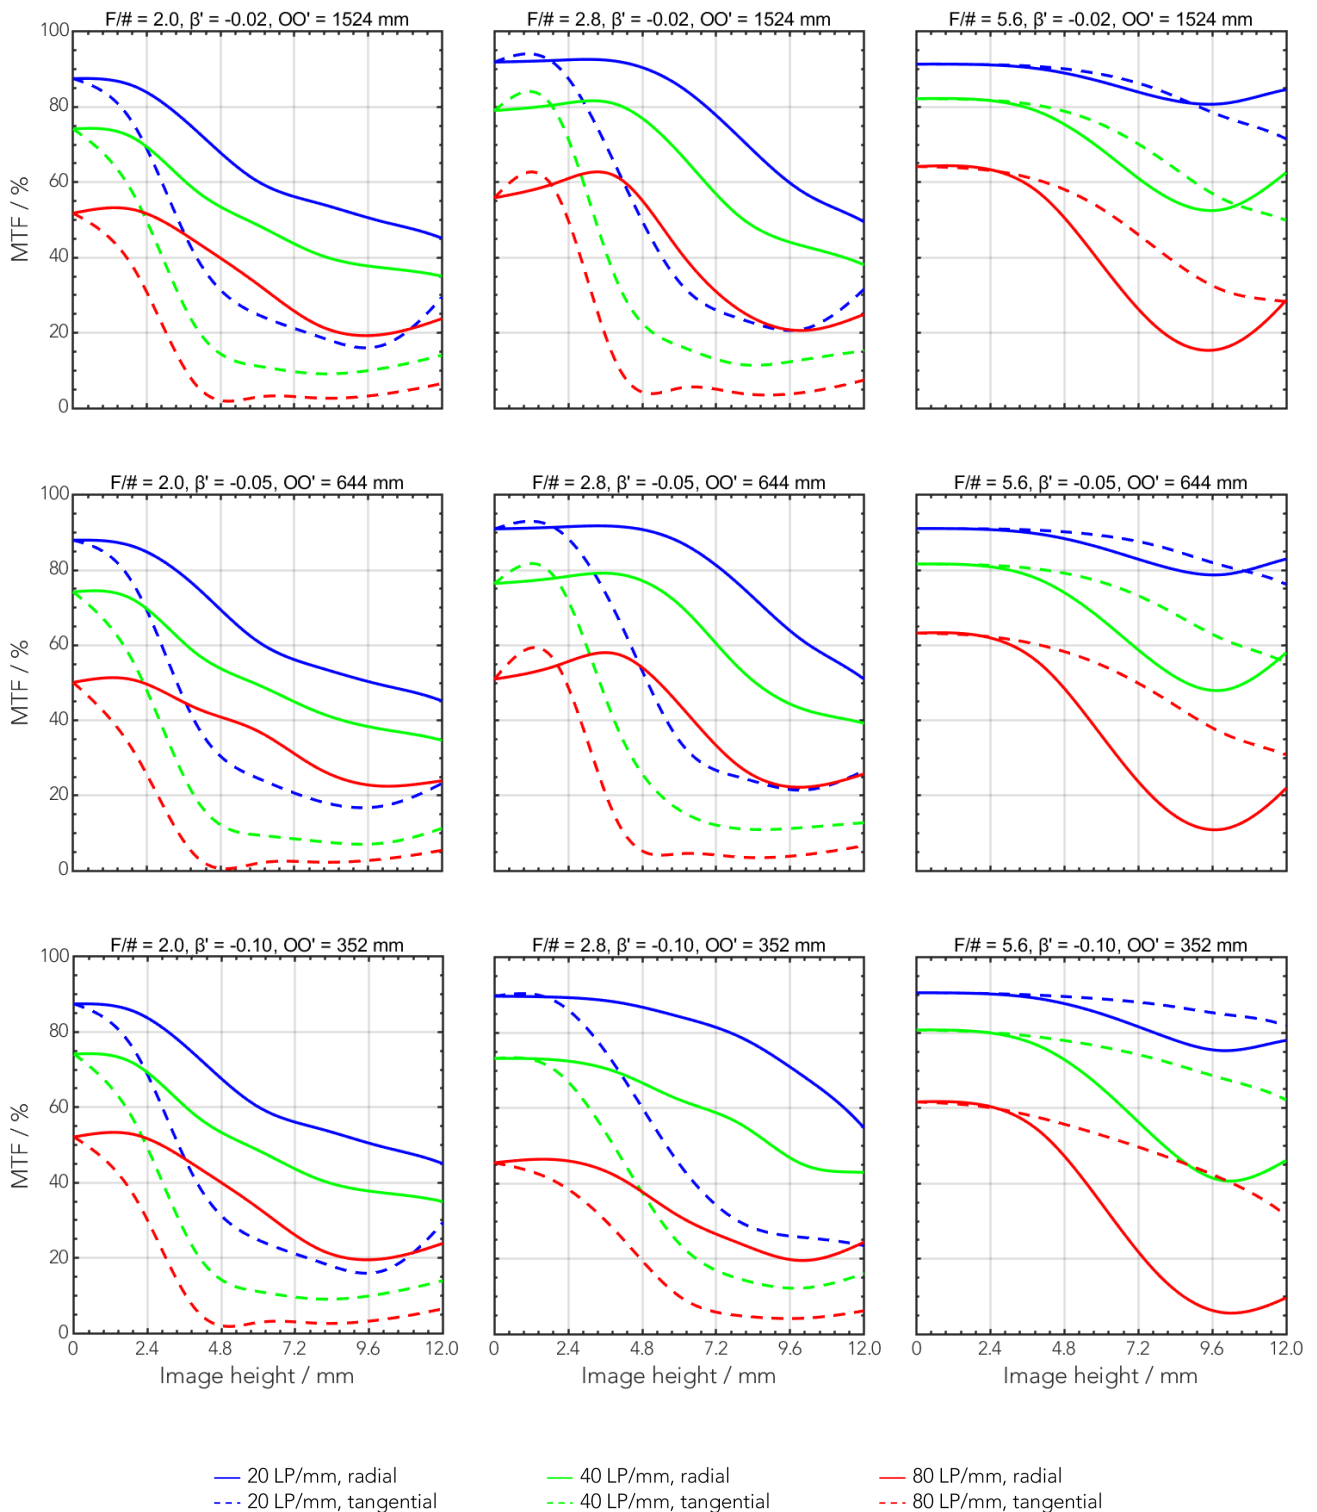 F/# = 2.0, β' = -0.02, OO' = 1524 mm F/# = 2.8, β' = -0.02, OO' = 1524 mm F/# = 5.6, β' = -0.02, OO' = 1524 mm
100
80
60
40
20
0
MTF / %
F/# = 2.0, β' = -0.05, OO' = 644 mm F/# = 2.8, β' = -0.05, OO' = 644 mm F/# = 5.6, β' = -0.05, OO' = 644 mm
100
80
60
40
20
0
MTF / %
F/# = 2.0, β' = -0.10, OO' = 352 mm F/# = 2.8, β' = -0.10, OO' = 352 mm F/# = 5.6, β' = -0.10, OO' = 352 mm
100
80
60
40
20
0
MTF / %
0 2.4 4.8 7.2 9.6 12.0 0 2.4 4.8 7.2 9.6 12.0 0 2.4 4.8 7.2 9.6 12.0
Image height / mm Image height / mm Image height / mm
20 LP/mm, radial 40 LP/mm, radial 80 LP/mm, radial
20 LP/mm, tangential 40 LP/mm, tangential 80 LP/mm, tangential